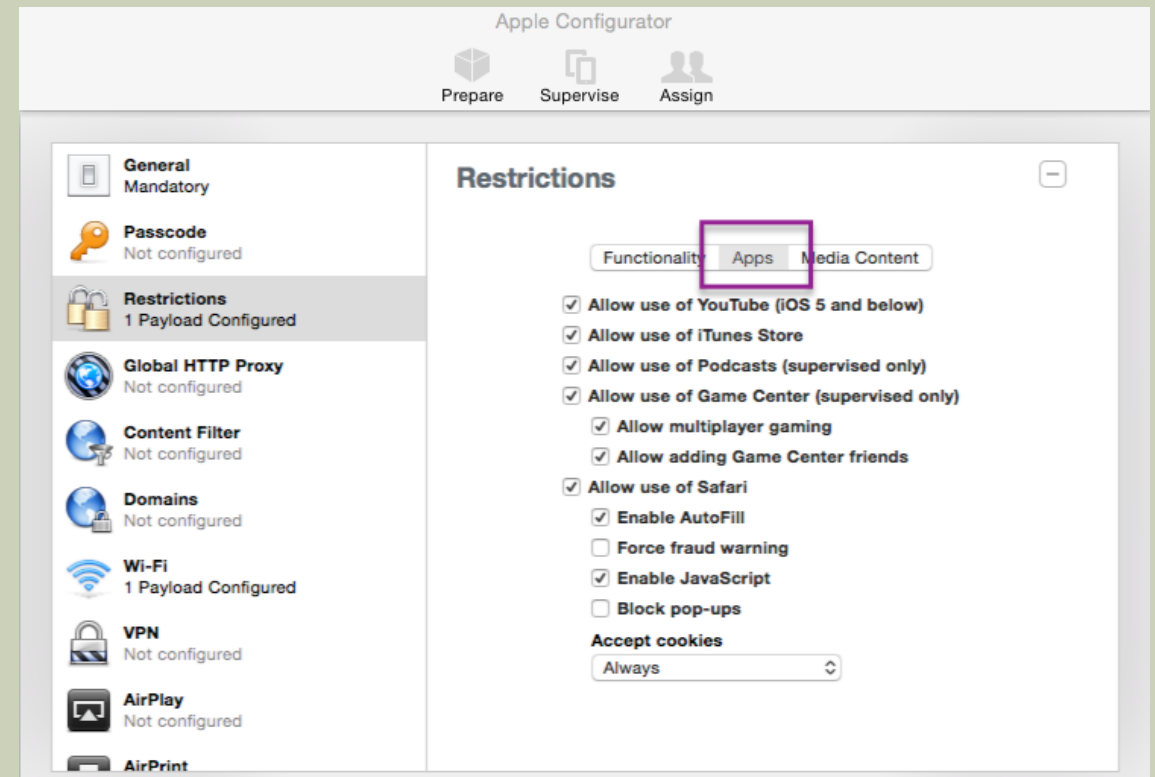 Apple Configurator
Prepare Supervise Assign
General
Mandatory
Passcode
Not configured
Restrictions
1 Payload Configured
Global HTTP Proxy
Not configured
Content Filter
Not configured
Domains
Not configured
Wi-Fi
1 Payload Configured
VPN
Not configured
AirPlay
Not configured
AirPrint
Restrictions
Functionality Apps Media Content
Allow use of YouTube (iOS 5 and below)
Allow use of iTunes Store
Allow use of Podcasts (supervised only)
Allow use of Game Center (supervised only)
Allow multiplayer gaming
Allow adding Game Center friends
Allow use of Safari
Enable AutoFill
Force fraud warning
Enable JavaScript
Block pop-ups
Accept cookies
Always